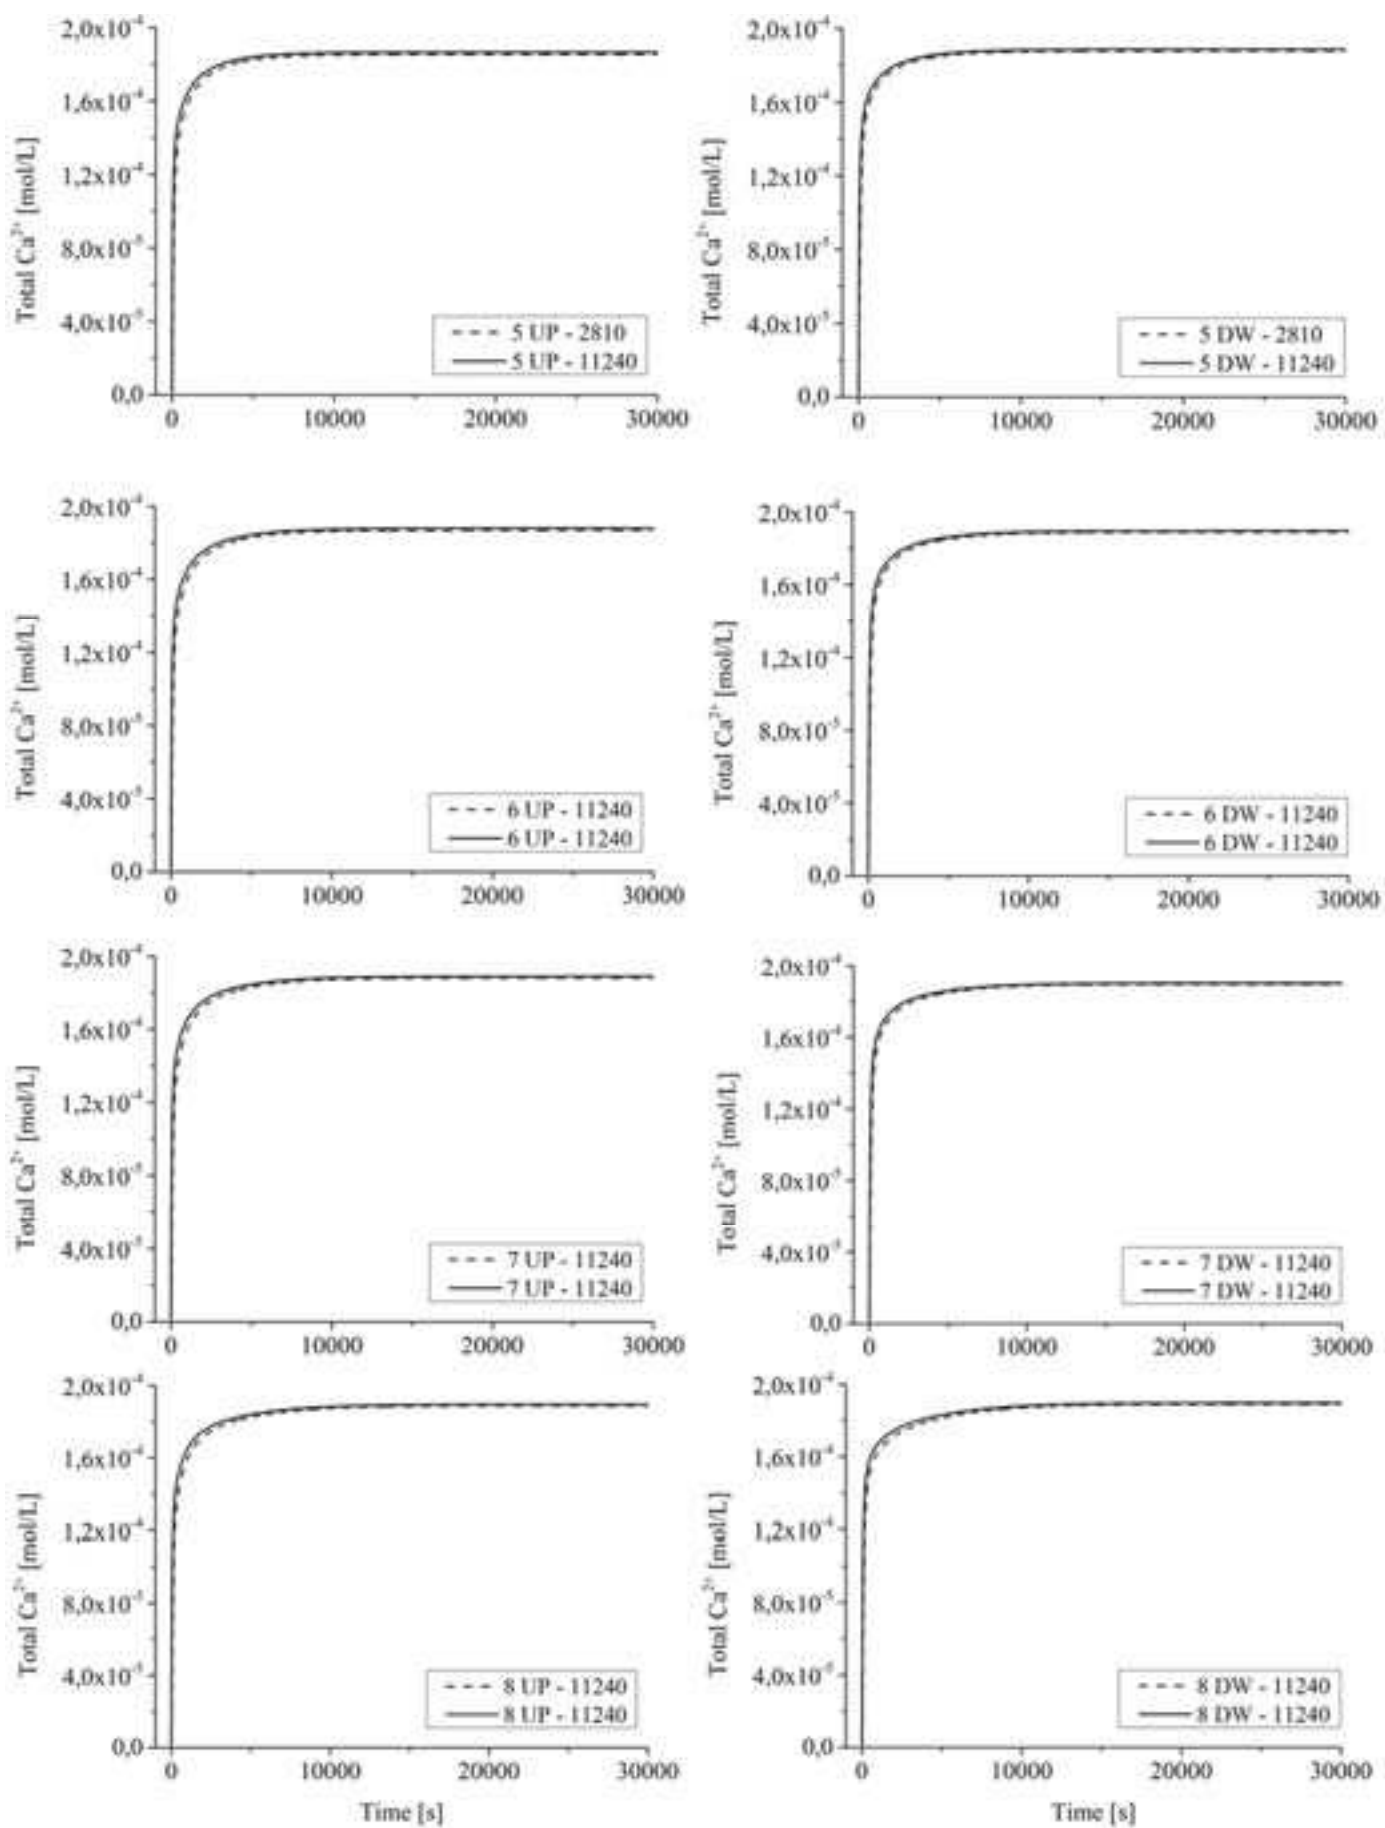 2,0x10⁻⁴
1,6x10⁻⁴
1,2x10⁻⁴
8,0x10⁻⁵
4,0x10⁻⁵
0,0
Total Ca²⁺ [mol/L]
5 UP - 2810
5 UP - 11240
0 10000 20000 30000
2,0x10⁻⁴
1,6x10⁻⁴
1,2x10⁻⁴
8,0x10⁻⁵
4,0x10⁻⁵
0,0
Total Ca²⁺ [mol/L]
5 DW - 2810
5 DW - 11240
0 10000 20000 30000
2,0x10⁻⁴
1,6x10⁻⁴
1,2x10⁻⁴
8,0x10⁻⁵
4,0x10⁻⁵
0,0
Total Ca²⁺ [mol/L]
6 UP - 11240
6 UP - 11240
0 10000 20000 30000
2,0x10⁻⁴
1,6x10⁻⁴
1,2x10⁻⁴
8,0x10⁻⁵
4,0x10⁻⁵
0,0
Total Ca²⁺ [mol/L]
6 DW - 11240
6 DW - 11240
0 10000 20000 30000
2,0x10⁻⁴
1,6x10⁻⁴
1,2x10⁻⁴
8,0x10⁻⁵
4,0x10⁻⁵
0,0
Total Ca²⁺ [mol/L]
7 UP - 11240
7 UP - 11240
0 10000 20000 30000
2,0x10⁻⁴
1,6x10⁻⁴
1,2x10⁻⁴
8,0x10⁻⁵
4,0x10⁻⁵
0,0
Total Ca²⁺ [mol/L]
7 DW - 11240
7 DW - 11240
0 10000 20000 30000
2,0x10⁻⁴
1,6x10⁻⁴
1,2x10⁻⁴
8,0x10⁻⁵
4,0x10⁻⁵
0,0
Total Ca²⁺ [mol/L]
8 UP - 11240
8 UP - 11240
0 10000 20000 30000
Time [s]
2,0x10⁻⁴
1,6x10⁻⁴
1,2x10⁻⁴
8,0x10⁻⁵
4,0x10⁻⁵
0,0
Total Ca²⁺ [mol/L]
8 DW - 11240
8 DW - 11240
0 10000 20000 30000
Time [s]